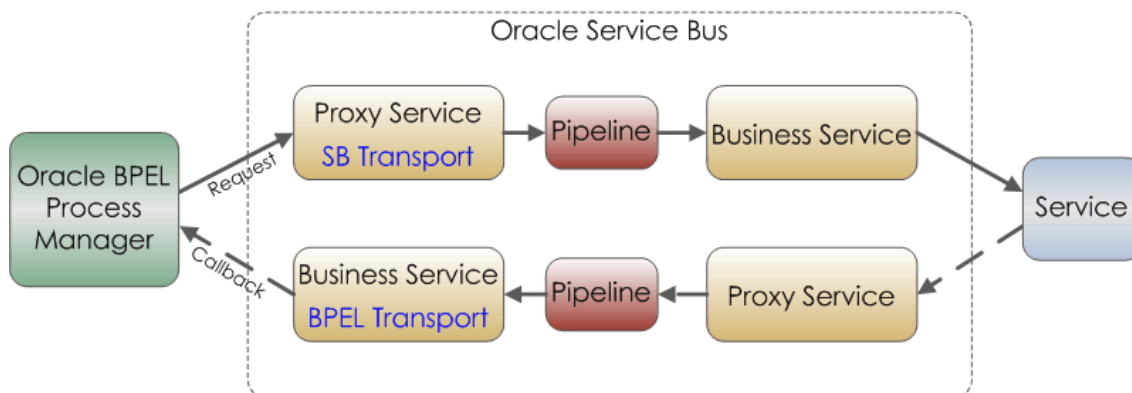 Oracle Service Bus
Oracle BPEL
Process
Manager
Request
Proxy Service
SB Transport
Pipeline
Business Service
Service
Callback
Business Service
BPEL Transport
Pipeline
Proxy Service